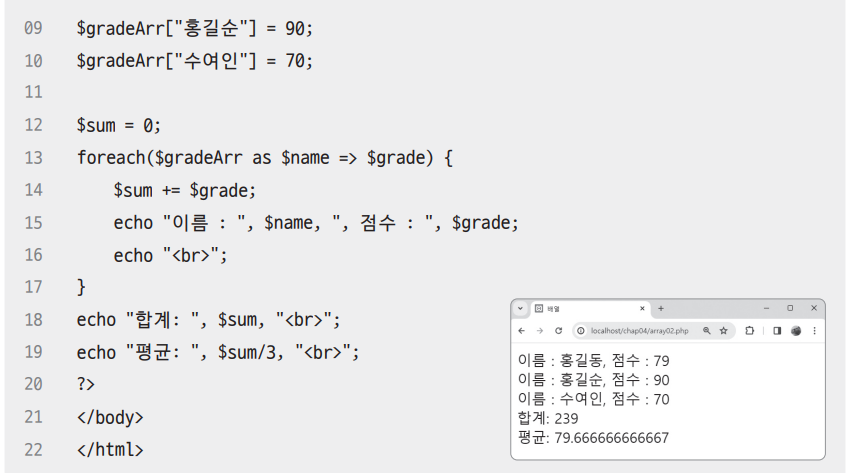 09 $gradeArr["홍길순"] = 90;
10 $gradeArr["수여인"] = 70;
11
12 $sum = 0;
13 foreach($gradeArr as $name => $grade) {
14 $sum += $grade;
15 echo "이름 : ", $name, ", 점수 : ", $grade;
16 echo "<br>";
17 }
18 echo "합계: ", $sum, "<br>";
19 echo "평균: ", $sum/3, "<br>";
20 ?>
21 </body>
22 </html>
배열
localhost/chap04/array02.php
이름 : 홍길동, 점수 : 79
이름 : 홍길순, 점수 : 90
이름 : 수여인, 점수 : 70
합계: 239
평균: 79.666666666667